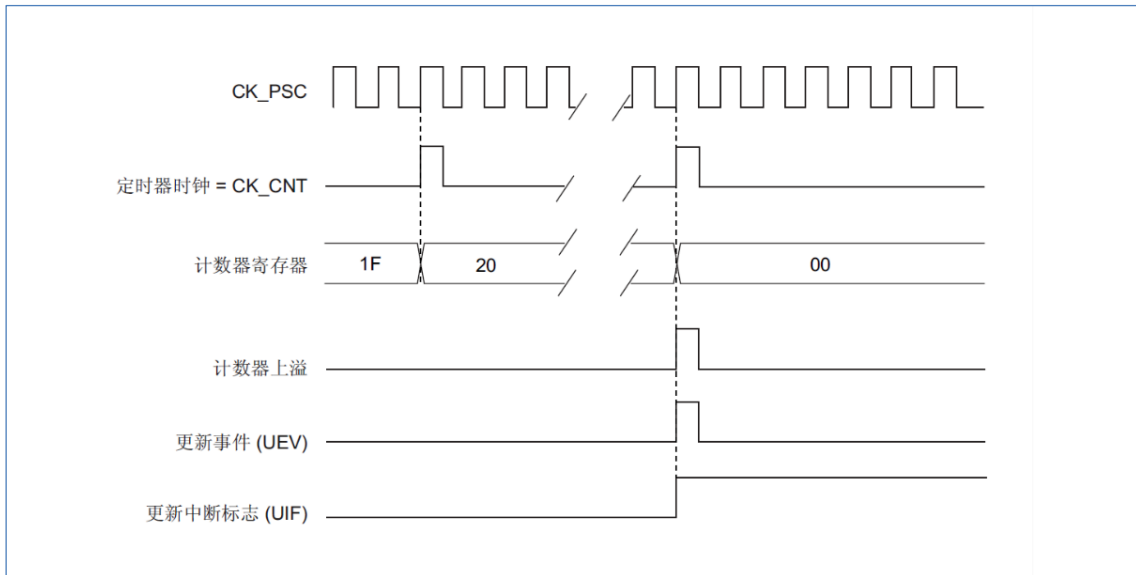 CK_PSC
定时器时钟 = CK_CNT
计数器寄存器
1F
20
00
计数器上溢
更新事件 (UEV)
更新中断标志 (UIF)